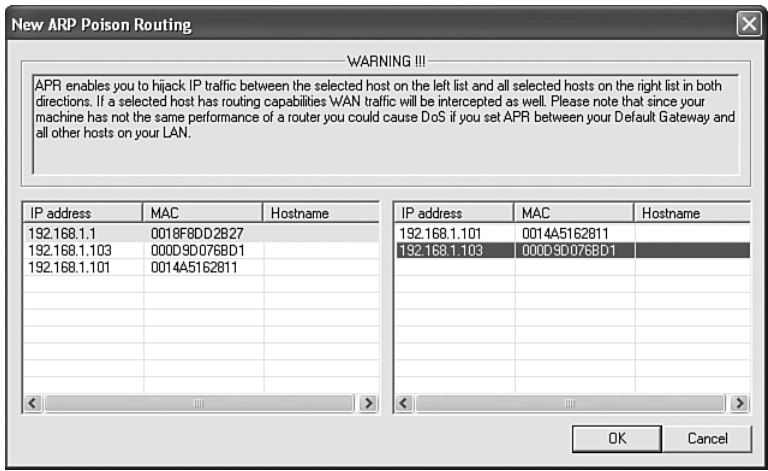 New ARP Poison Routing
WARNING !!!
APR enables you to hijack IP traffic between the selected host on the left list and all selected hosts on the right list in both
directions. If a selected host has routing capabilities WAN traffic will be intercepted as well. Please note that since your
machine has not the same performance of a router you could cause DoS if you set APR between your Default Gateway and
all other hosts on your LAN.
IP address MAC Hostname
192.168.1.1 0018F8DD2B27
192.168.1.103 000D9D076BD1
192.168.1.101 0014A5162811
IP address MAC Hostname
192.168.1.101 0014A5162811
192.168.1.103 000D9D076BD1
OK Cancel